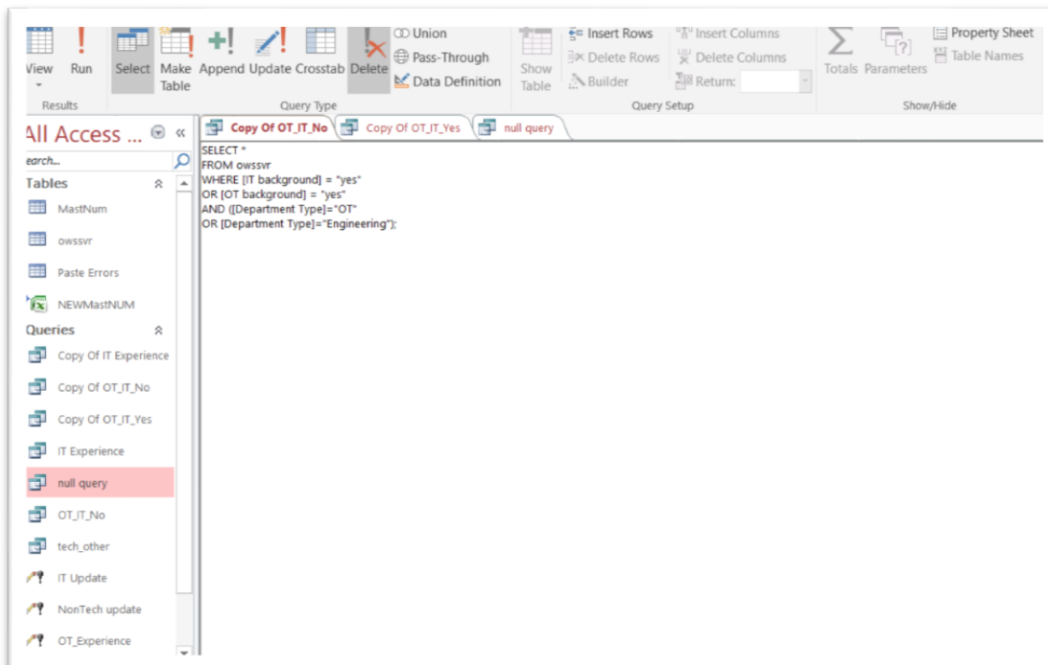 View
Run
Select
Make Table
Append
Update
Crosstab
Delete
Union
Pass-Through
Data Definition
Show Table
Insert Rows
Delete Rows
Builder
Insert Columns
Delete Columns
Return:
Totals
Parameters
Property Sheet
Table Names
Results
Query Type
Query Setup
Show/Hide
All Access ...
earch...
Copy Of OT_IT_No
Copy Of OT_IT_Yes
null query
SELECT *
FROM owssvr
WHERE [IT background] = "yes"
OR [OT background] = "yes"
AND ([Department Type]="OT"
OR [Department Type]="Engineering");
Tables
MastNum
owssvr
Paste Errors
NEWMastNUM
Queries
Copy Of IT Experience
Copy Of OT_IT_No
Copy Of OT_IT_Yes
IT Experience
null query
OT_IT_No
tech_other
IT Update
NonTech update
OT_Experience